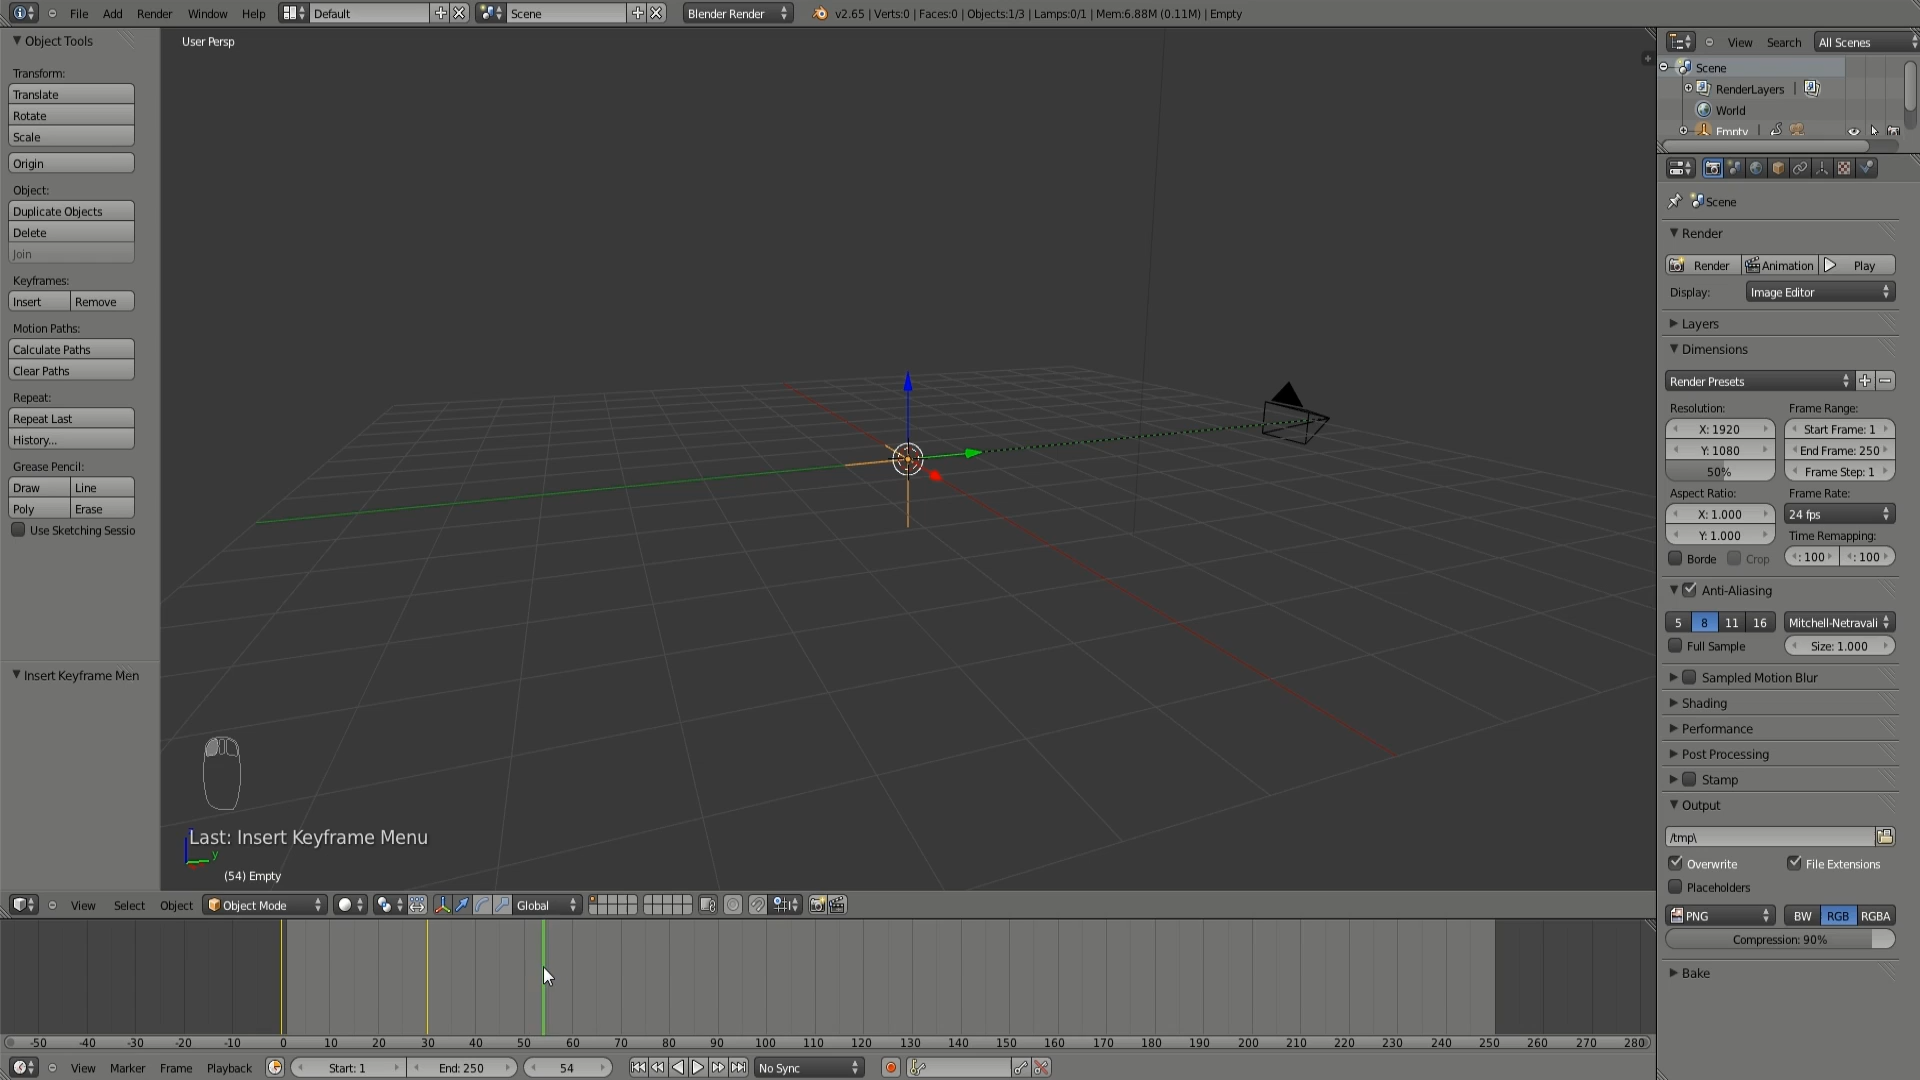 File Add Render Window Help Default Scene Blender Render v2.65 | Verts:0 | Faces:0 | Objects:1/3 | Lamps:0/1 | Mem:6.88M (0.11M) | Empty
Object Tools
Transform:
Translate
Rotate
Scale
Origin
Object:
Duplicate Objects
Delete
Join
Keyframes:
Insert Remove
Motion Paths:
Calculate Paths
Clear Paths
Repeat:
Repeat Last
History...
Grease Pencil:
Draw Line
Poly Erase
Use Sketching Sessio
Insert Keyframe Men
User Persp
Last: Insert Keyframe Menu
y
(54) Empty
View Select Object Object Mode Global
-50 -40 -30 -20 -10 0 10 20 30 40 50 60 70 80 90 100 110 120 130 140 150 160 170 180 190 200 210 220 230 240 250 260 270 280
View Marker Frame Playback Start: 1 End: 250 54 No Sync
View Search All Scenes
Scene
RenderLayers |
World
Empty |
Scene
Render
Render Animation Play
Display: Image Editor
Layers
Dimensions
Render Presets
Resolution: Frame Range:
X: 1920 Start Frame: 1
Y: 1080 End Frame: 250
50% Frame Step: 1
Aspect Ratio: Frame Rate:
X: 1.000 24 fps
Y: 1.000 Time Remapping:
Borde Crop : 100 : 100
Anti-Aliasing
5 8 11 16 Mitchell-Netravali
Full Sample Size: 1.000
Sampled Motion Blur
Shading
Performance
Post Processing
Stamp
Output
/tmp\
Overwrite File Extensions
Placeholders
PNG BW RGB RGBA
Compression: 90%
Bake